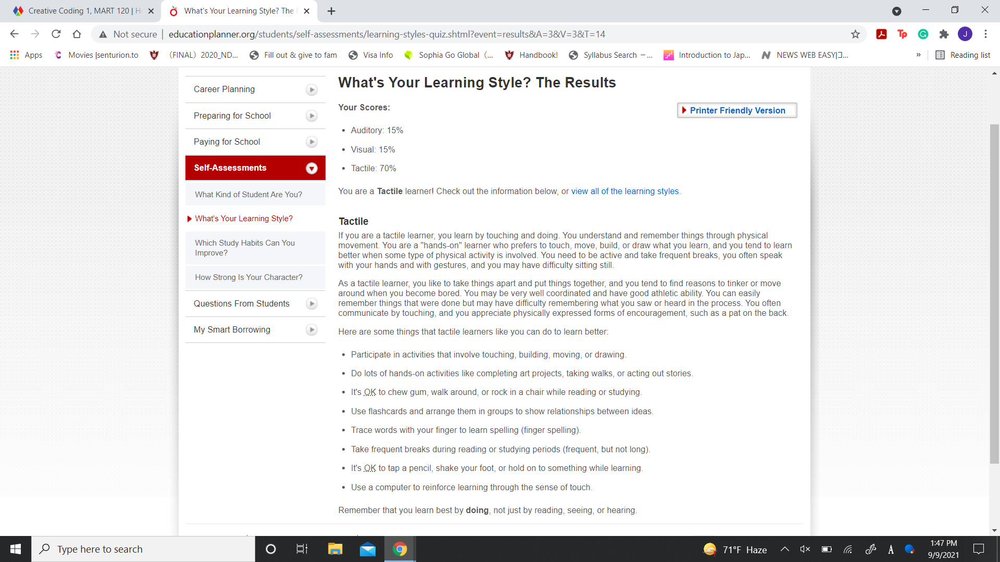 Creative Coding 1, MART 120 | H
What's Your Learning Style? The
Not secure
educationplanner.org/students/self-assessments/learning-styles-quiz.shtml?event=results&A=3&V=3&T=14
J
Apps
Movies |senturion.to
（FINAL）2020_ND...
Fill out & give to fam
Visa Info
Sophia Go Global（...
Handbook!
Syllabus Search －...
Introduction to Jap...
NEWS WEB EASY|ニ...
»
Reading list
Career Planning
Preparing for School
Paying for School
Self-Assessments
What Kind of Student Are You?
What's Your Learning Style?
Which Study Habits Can You
Improve?
How Strong Is Your Character?
Questions From Students
My Smart Borrowing
What's Your Learning Style? The Results
Your Scores:
Printer Friendly Version
• Auditory: 15%
• Visual: 15%
• Tactile: 70%
You are a Tactile learner! Check out the information below, or view all of the learning styles.
Tactile
If you are a tactile learner, you learn by touching and doing. You understand and remember things through physical
movement. You are a "hands-on" learner who prefers to touch, move, build, or draw what you learn, and you tend to learn
better when some type of physical activity is involved. You need to be active and take frequent breaks, you often speak
with your hands and with gestures, and you may have difficulty sitting still.
As a tactile learner, you like to take things apart and put things together, and you tend to find reasons to tinker or move
around when you become bored. You may be very well coordinated and have good athletic ability. You can easily
remember things that were done but may have difficulty remembering what you saw or heard in the process. You often
communicate by touching, and you appreciate physically expressed forms of encouragement, such as a pat on the back.
Here are some things that tactile learners like you can do to learn better:
• Participate in activities that involve touching, building, moving, or drawing.
• Do lots of hands-on activities like completing art projects, taking walks, or acting out stories.
• It's OK to chew gum, walk around, or rock in a chair while reading or studying.
• Use flashcards and arrange them in groups to show relationships between ideas.
• Trace words with your finger to learn spelling (finger spelling).
• Take frequent breaks during reading or studying periods (frequent, but not long).
• It's OK to tap a pencil, shake your foot, or hold on to something while learning.
• Use a computer to reinforce learning through the sense of touch.
Remember that you learn best by doing, not just by reading, seeing, or hearing.
Type here to search
71°F Haze
A
1:47 PM
9/9/2021